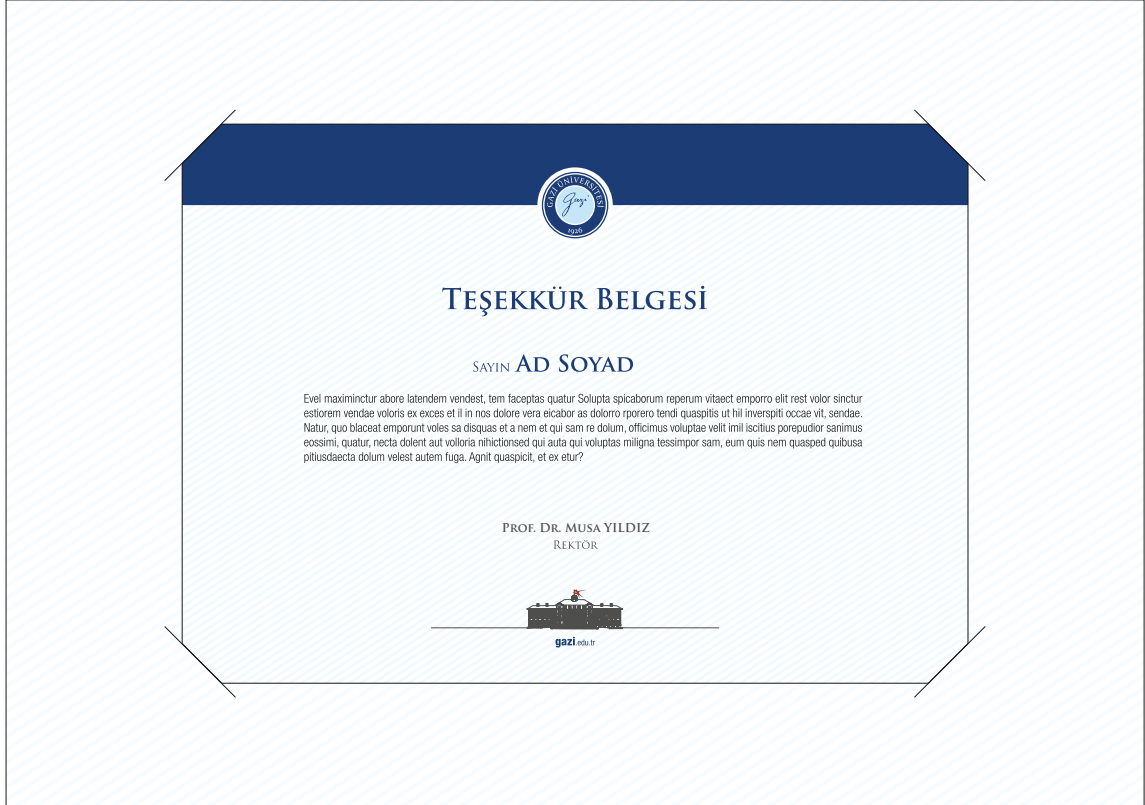 GAZİ ÜNİVERSİTESİ
Gazi
1926
TEŞEKKÜR BELGESİ
SAYIN AD SOYAD
Evel maximinctur abore latendem vendest, tem faceptas quatur Solupta spicaborum reperum vitaect emporro elit rest volor sinctur
estiorem vendae voloris ex exces et il in nos dolore vera eicabor as dolorro rporero tendi quaspitis ut hil inverspiti occae vit, sendae.
Natur, quo blaceat emporunt voles sa disquas et a nem et qui sam re dolum, officimus voluptae velit imil iscitius porepudior sanimus
eossimi, quatur, necta dolent aut volloria nihictionsed qui auta qui voluptas miligna tessimpor sam, eum quis nem quasped quibusa
pitiusdaecta dolum velest autem fuga. Agnit quaspicit, et ex etur?
PROF. DR. MUSA YILDIZ
REKTÖR
gazi.edu.tr